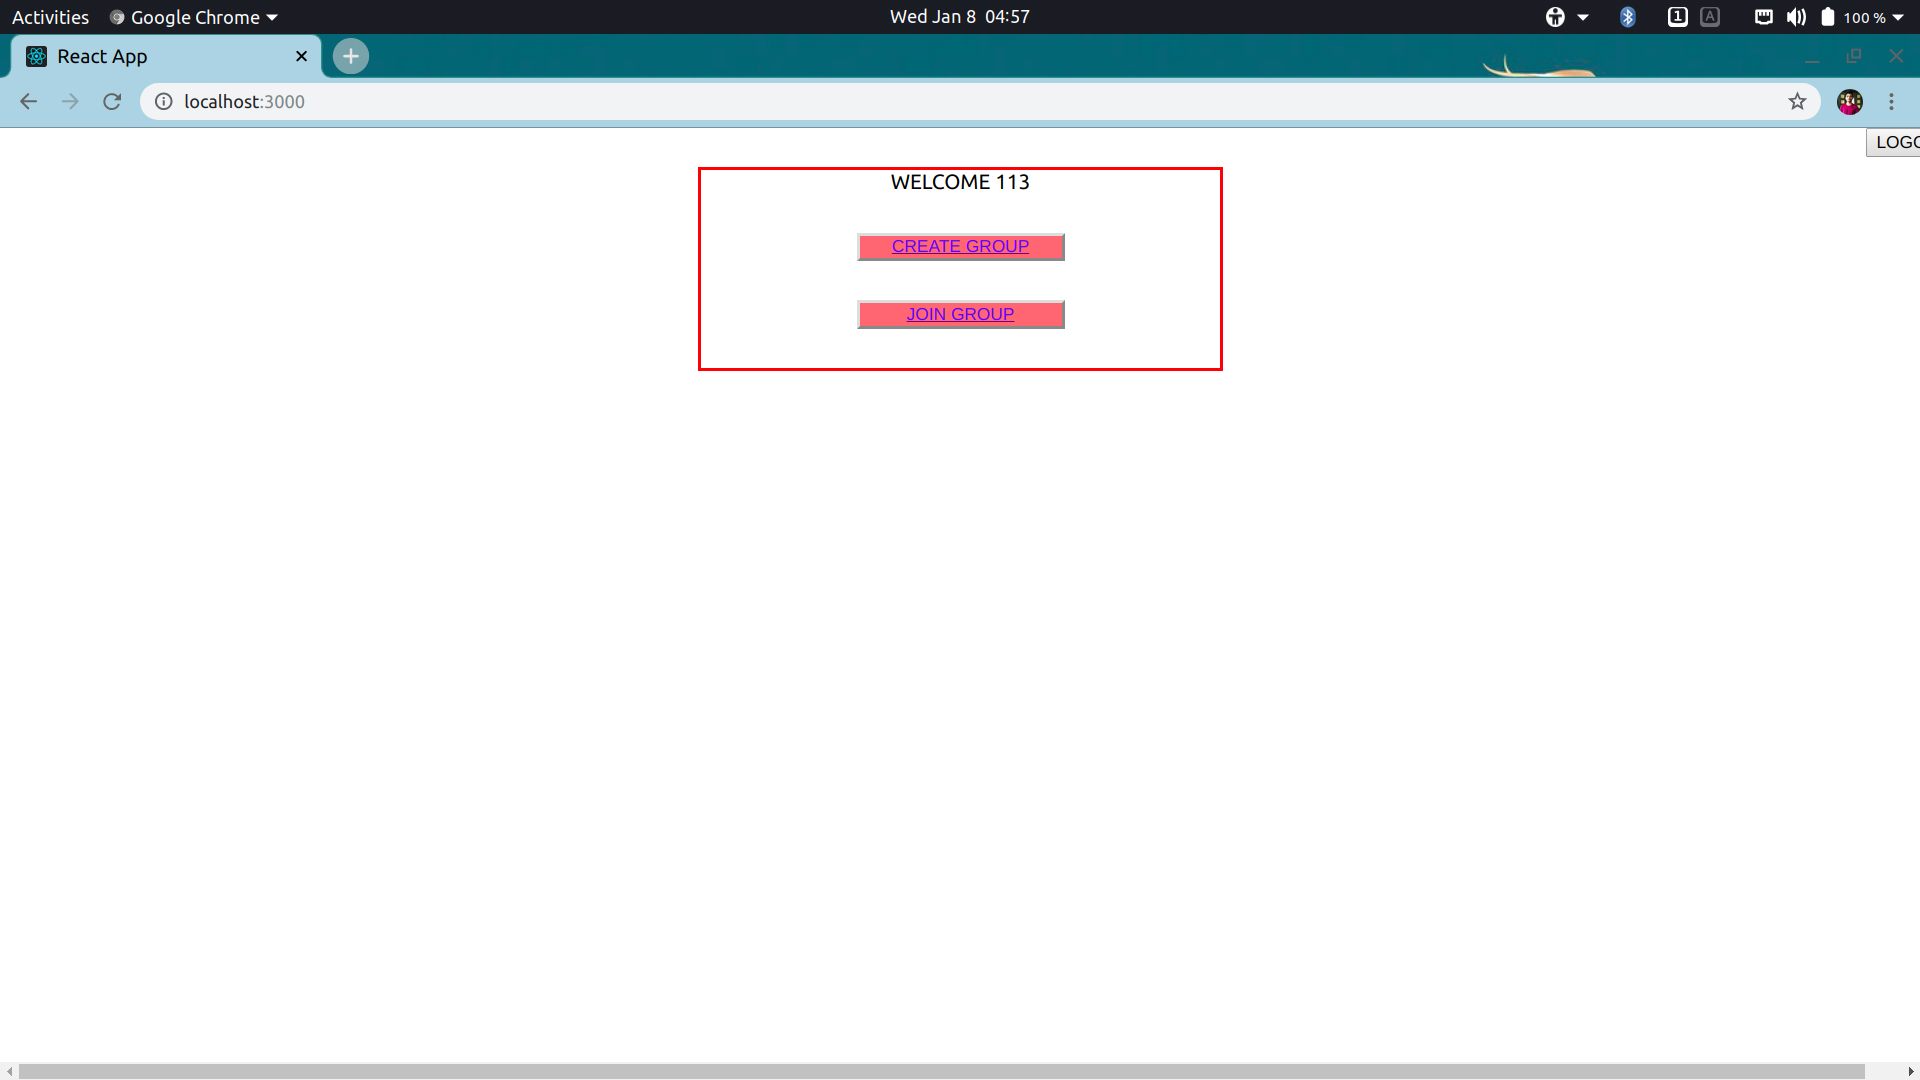 Activities Google Chrome Wed Jan 8 04:57 1 A 100 %
React App
localhost:3000
LOGO
WELCOME 113
CREATE GROUP
JOIN GROUP